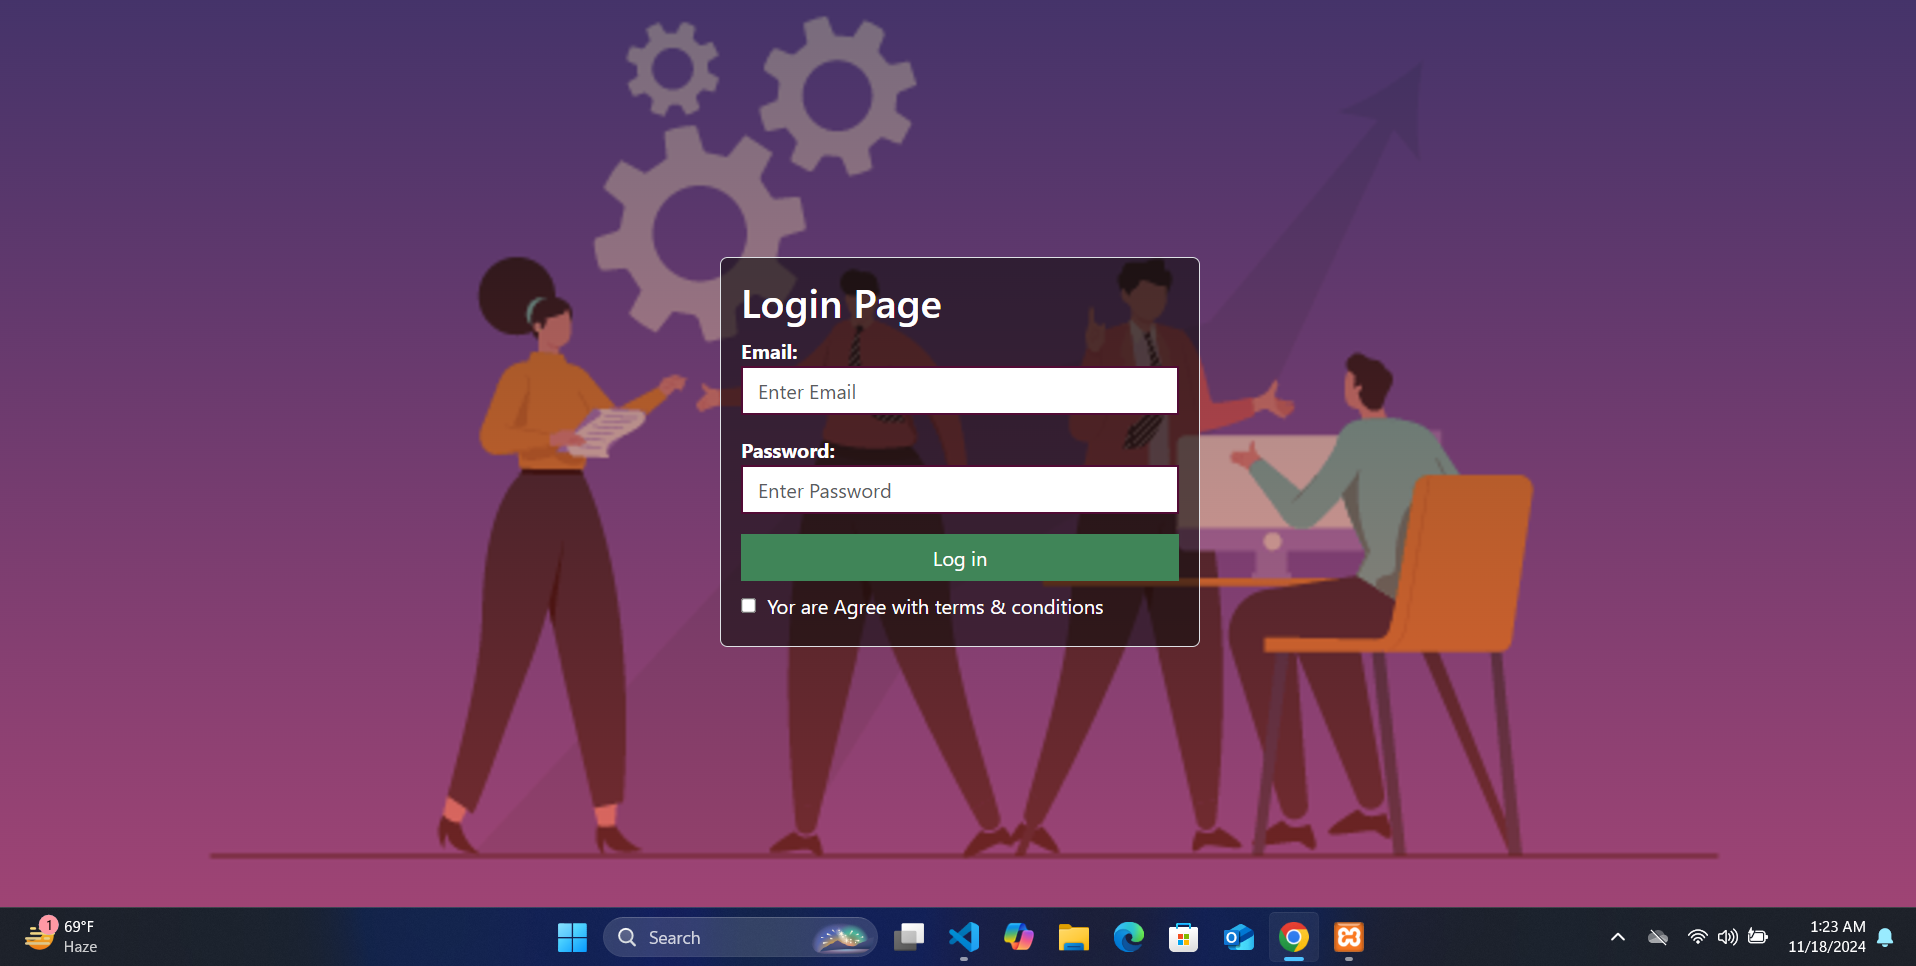 Login Page
Email:
Enter Email
Password:
Enter Password
Log in
Yor are Agree with terms & conditions
1
69°F
Haze
Search
1:23 AM
11/18/2024